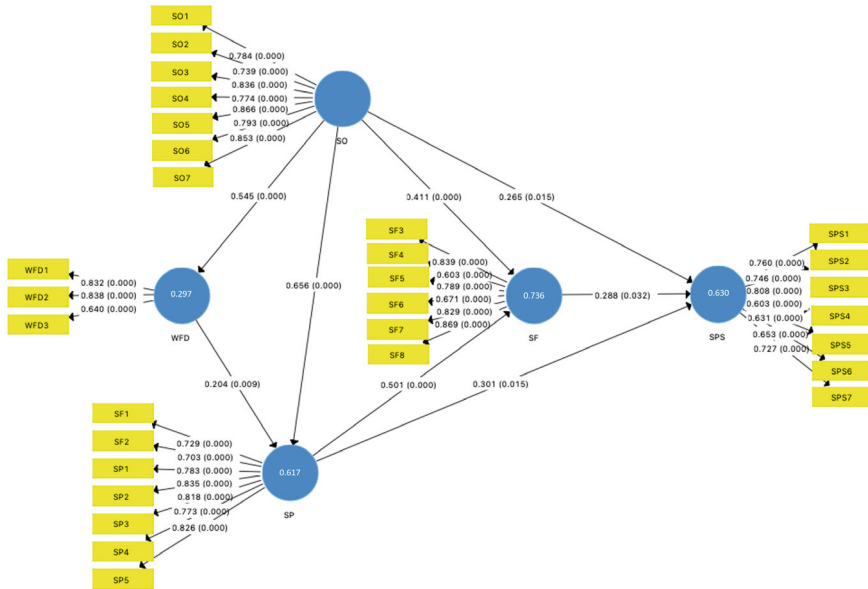 SO1
SO2
SO3
SO4
SO5
SO6
SO7
0.784 (0.000)
0.739 (0.000)
0.836 (0.000)
0.774 (0.000)
0.866 (0.000)
0.793 (0.000)
0.853 (0.000)
SO
0.545 (0.000)
0.656 (0.000)
0.411 (0.000)
0.265 (0.015)
WFD1
WFD2
WFD3
0.832 (0.000)
0.838 (0.000)
0.640 (0.000)
0.297
WFD
0.204 (0.009)
SF3
SF4
SF5
SF6
SF7
SF8
0.839 (0.000)
0.603 (0.000)
0.789 (0.000)
0.671 (0.000)
0.829 (0.000)
0.869 (0.000)
0.736
SF
0.288 (0.032)
0.630
SPS
0.760 (0.000)
0.746 (0.000)
0.808 (0.000)
0.603 (0.000)
0.631 (0.000)
0.653 (0.000)
0.727 (0.000)
SPS1
SPS2
SPS3
SPS4
SPS5
SPS6
SPS7
0.501 (0.000)
0.301 (0.015)
SF1
SF2
SP1
SP2
SP3
SP4
SP5
0.729 (0.000)
0.703 (0.000)
0.783 (0.000)
0.835 (0.000)
0.818 (0.000)
0.773 (0.000)
0.826 (0.000)
0.617
SP